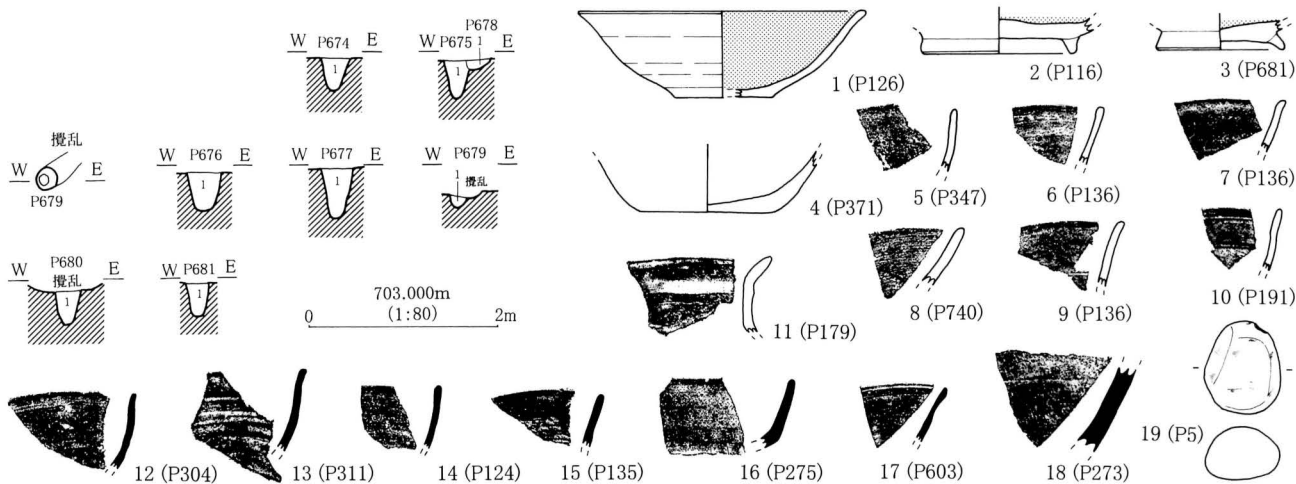 P678
W P674 E
W P675 1 E
1
1
攪乱
W E
P679
W P676 E
1
W P677 E
1
W P679 E
1 攪乱
W P680 E
攪乱
1
W P681 E
1
703.000m
(1:80)
0 2m
1 (P126)
2 (P116)
3 (P681)
4 (P371)
5 (P347)
6 (P136)
7 (P136)
8 (P740)
9 (P136)
10 (P191)
11 (P179)
12 (P304)
13 (P311)
14 (P124)
15 (P135)
16 (P275)
17 (P603)
18 (P273)
19 (P5)